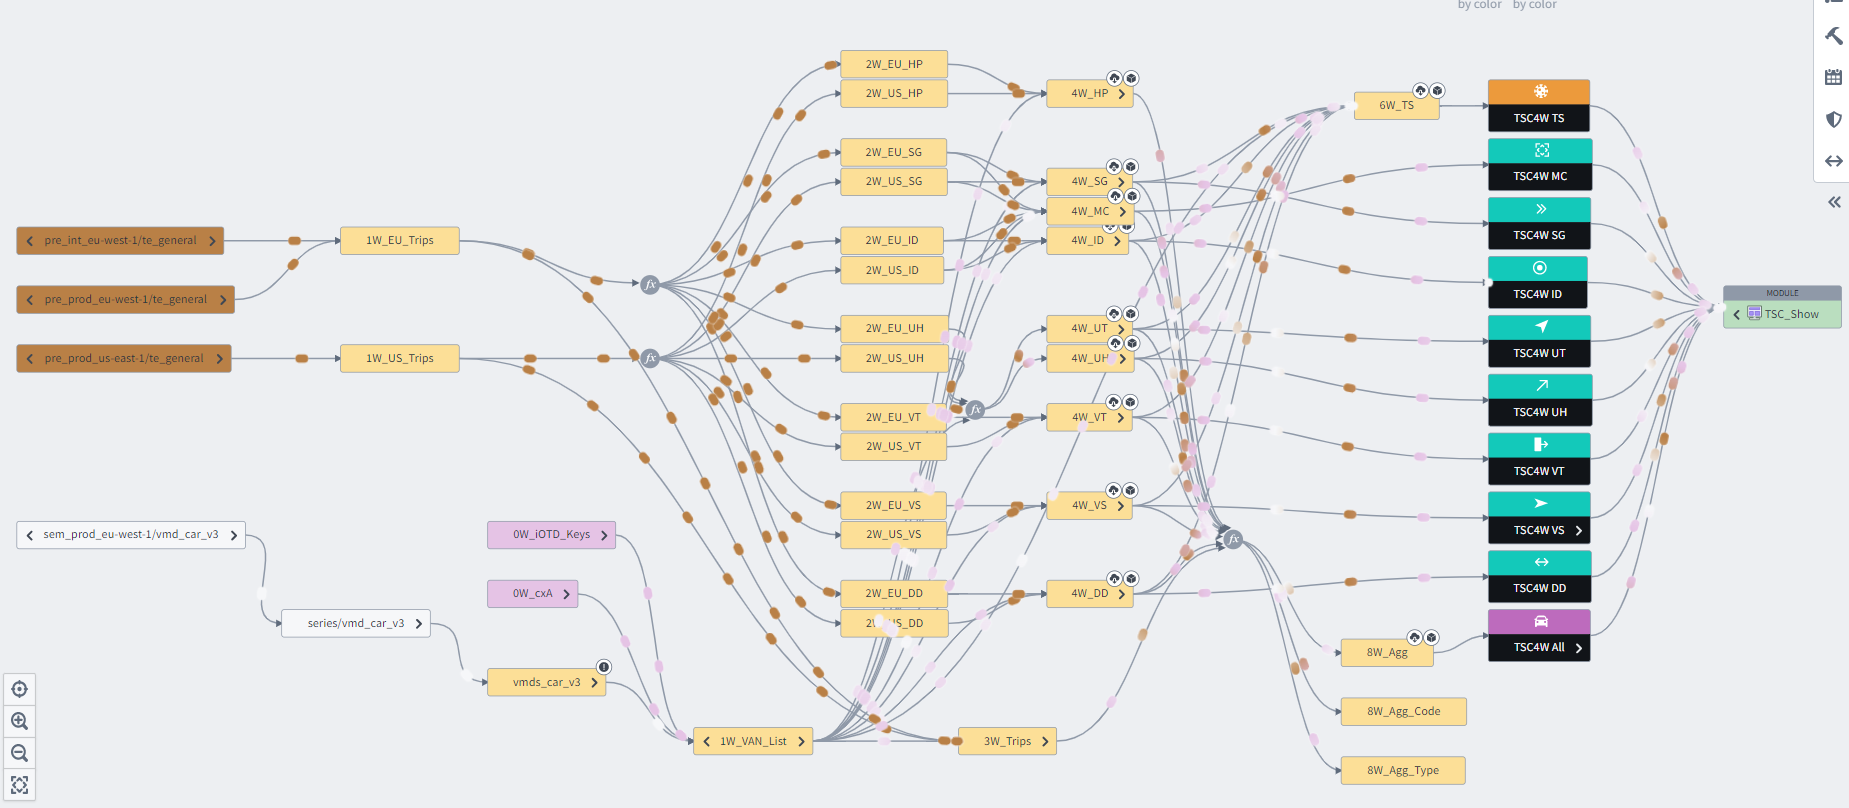 by color by color
pre_int_eu-west-1/te_general
pre_prod_eu-west-1/te_general
pre_prod_us-east-1/te_general
sem_prod_eu-west-1/vmd_car_v3
series/vmd_car_v3
1W_EU_Trips
1W_US_Trips
0W_iOTD_Keys
0W_cxA
vmds_car_v3
fx
fx
1W_VAN_List
2W_EU_HP
2W_US_HP
2W_EU_SG
2W_US_SG
2W_EU_ID
2W_US_ID
2W_EU_UH
2W_US_UH
2W_EU_VT
2W_US_VT
2W_EU_VS
2W_US_VS
2W_EU_DD
2W_US_DD
fx
3W_Trips
4W_HP
4W_SG
4W_MC
4W_ID
4W_UT
4W_UH
4W_VT
4W_VS
4W_DD
fx
6W_TS
8W_Agg
8W_Agg_Code
8W_Agg_Type
TSC4W TS
TSC4W MC
TSC4W SG
TSC4W ID
TSC4W UT
TSC4W UH
TSC4W VT
TSC4W VS
TSC4W DD
TSC4W All
MODULE
TSC_Show